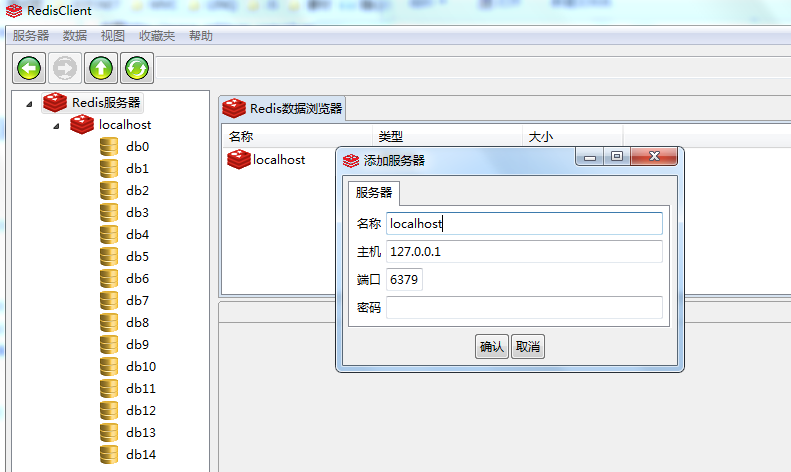 RedisClient
服务器 数据 视图 收藏夹 帮助
Redis服务器
localhost
db0
db1
db2
db3
db4
db5
db6
db7
db8
db9
db10
db11
db12
db13
db14
Redis数据浏览器
名称 类型 大小
localhost
添加服务器
服务器
名称 localhost
主机 127.0.0.1
端口 6379
密码
确认 取消